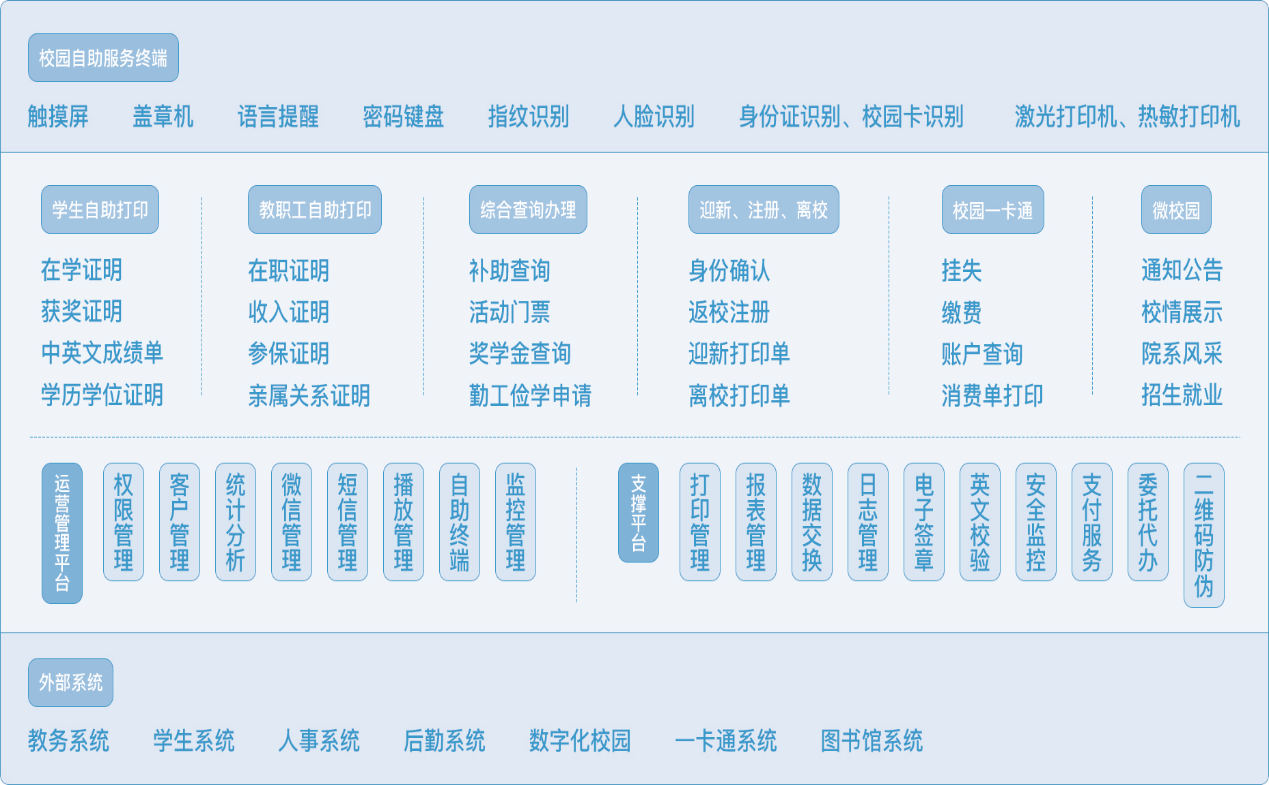 校园自助服务终端
触摸屏 盖章机 语言提醒 密码键盘 指纹识别 人脸识别 身份证识别、校园卡识别 激光打印机、热敏打印机
学生自助打印
在学证明
获奖证明
中英文成绩单
学历学位证明
教职工自助打印
在职证明
收入证明
参保证明
亲属关系证明
综合查询办理
补助查询
活动门票
奖学金查询
勤工俭学申请
迎新、注册、离校
身份确认
返校注册
迎新打印单
离校打印单
校园一卡通
挂失
缴费
账户查询
消费单打印
微校园
通知公告
校情展示
院系风采
招生就业
运营管理平台
权限管理
客户管理
统计分析
微信管理
短信管理
播放管理
自助终端
监控管理
支撑平台
打印管理
报表管理
数据交换
日志管理
电子签章
英文校验
安全监控
支付服务
委托代办
二维码防伪
外部系统
教务系统 学生系统 人事系统 后勤系统 数字化校园 一卡通系统 图书馆系统